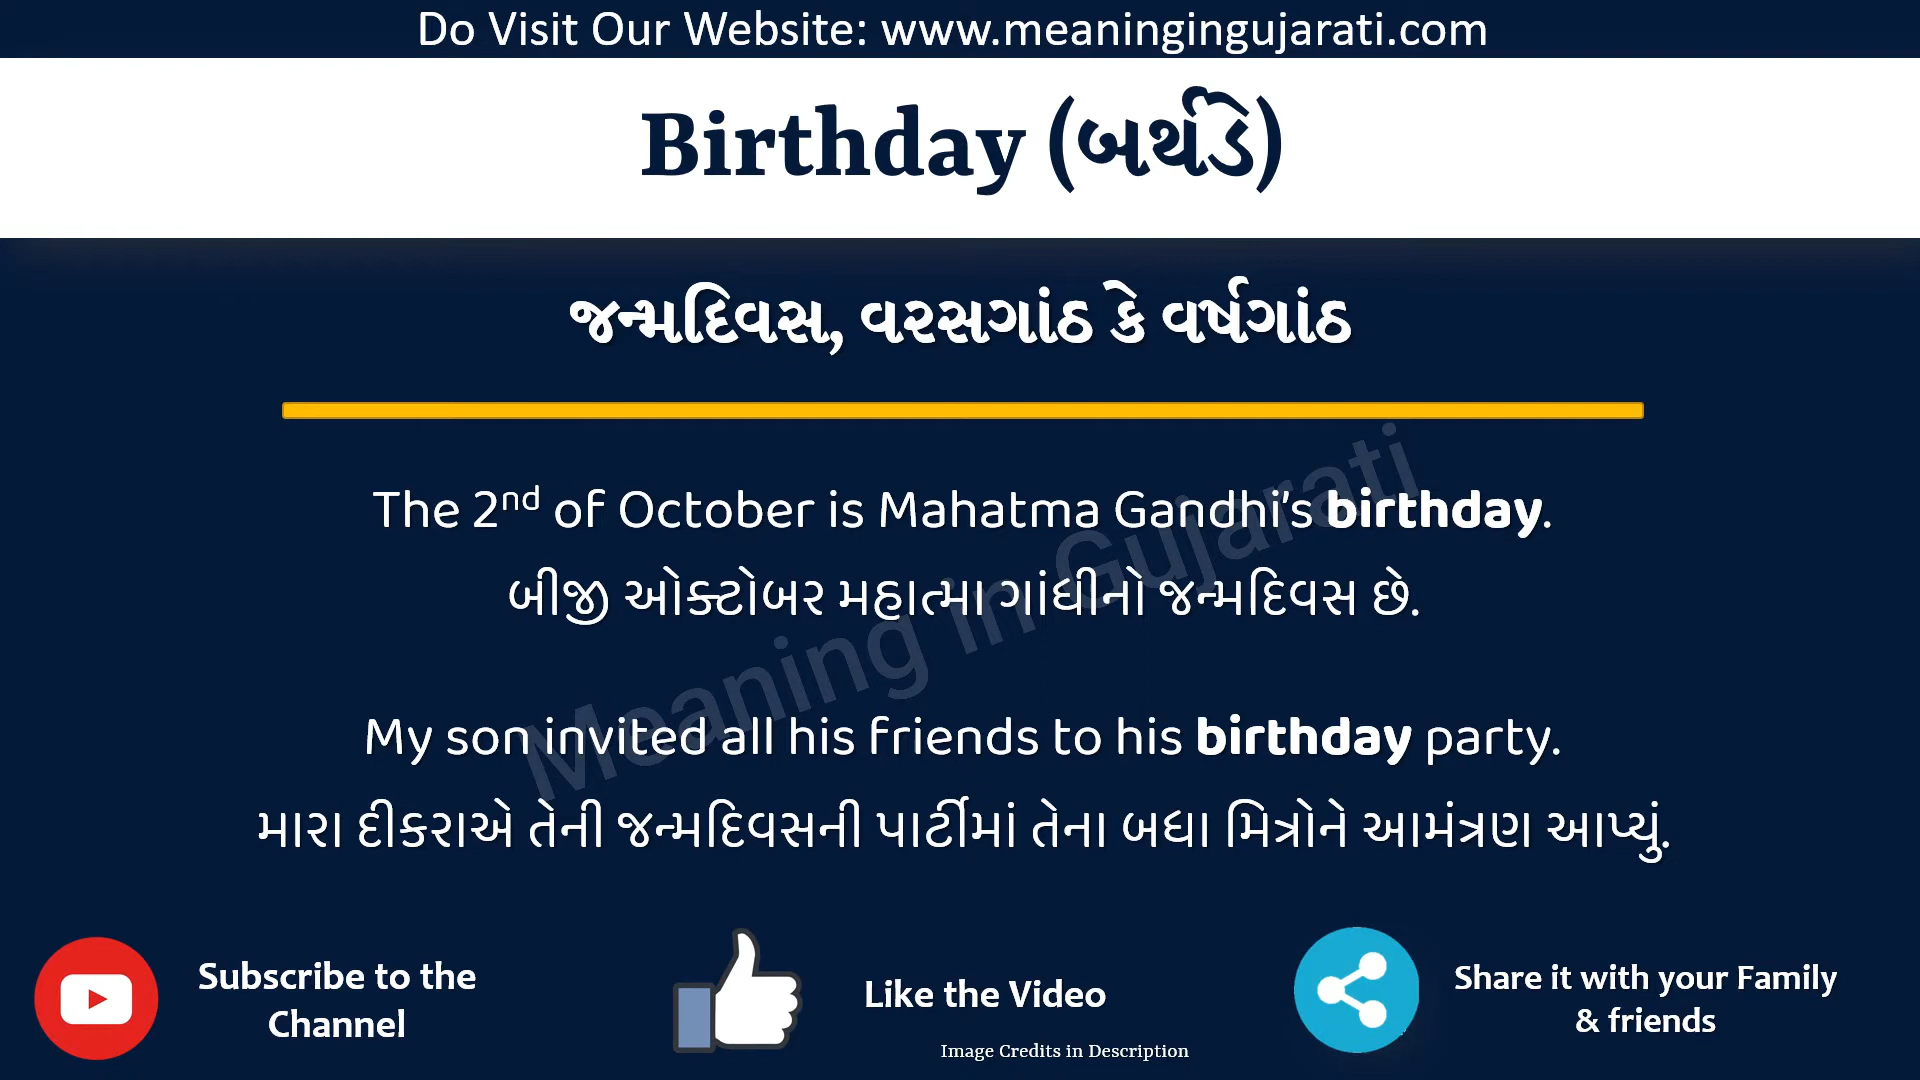 Do Visit Our Website: www.meaningingujarati.com
Birthday (બર્થડે)
જન્મદિવસ, વરસગાંઠ કે વર્ષગાંઠ
The 2nd of October is Mahatma Gandhi’s birthday.
બીજી ઓક્ટોબર મહાત્મા ગાંધીનો જન્મદિવસ છે.
Meaning in Gujarati
My son invited all his friends to his birthday party.
મારા દીકરાએ તેની જન્મદિવસની પાર્ટીમાં તેના બધા મિત્રોને આમંત્રણ આપ્યું.
Subscribe to the
Channel
Like the Video
Share it with your Family
& friends
Image Credits in Description